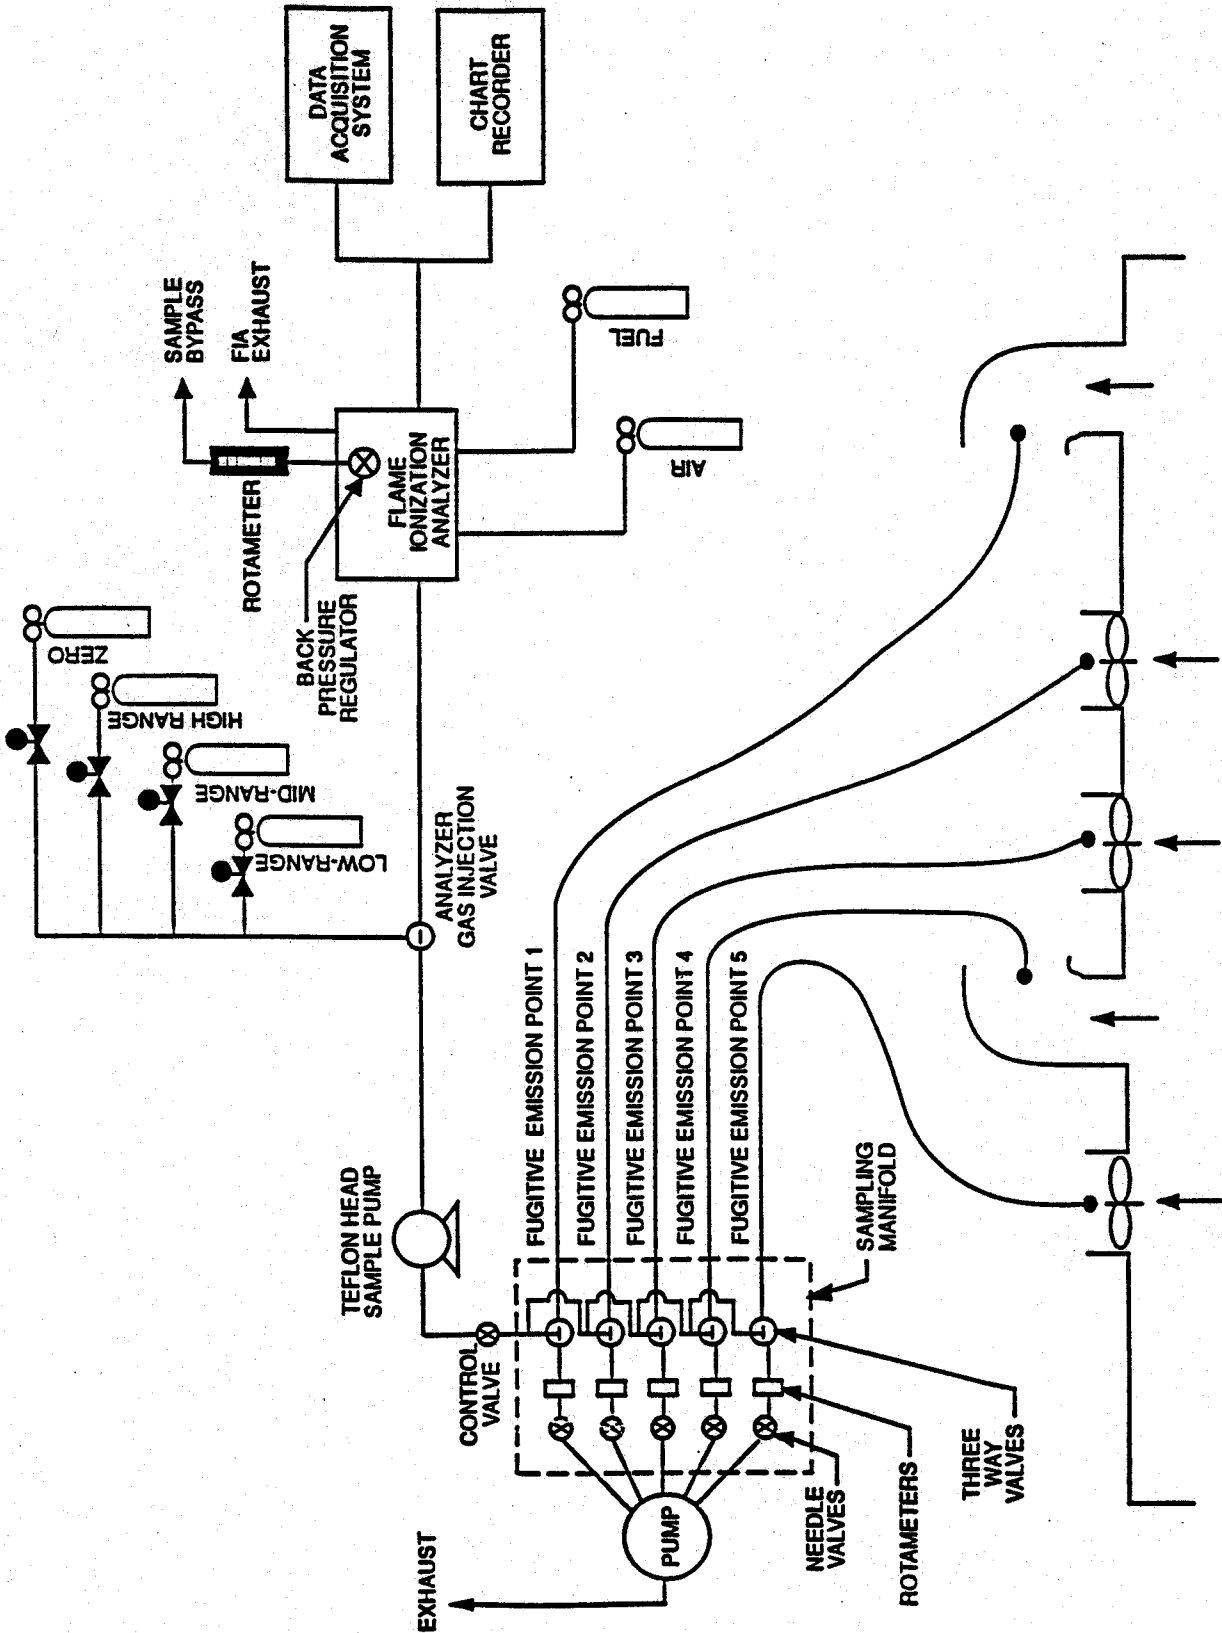 DATA
ACQUISITION
SYSTEM
CHART
RECORDER
SAMPLE
BYPASS
FIA
EXHAUST
ROTAMETER
FLAME
IONIZATION
ANALYZER
BACK
PRESSURE
REGULATOR
FUEL
AIR
ZERO
HIGH RANGE
MID-RANGE
LOW-RANGE
ANALYZER
GAS INJECTION
VALVE
TEFLON HEAD
SAMPLE PUMP
CONTROL
VALVE
FUGITIVE EMISSION POINT 1
FUGITIVE EMISSION POINT 2
FUGITIVE EMISSION POINT 3
FUGITIVE EMISSION POINT 4
FUGITIVE EMISSION POINT 5
SAMPLING
MANIFOLD
EXHAUST
PUMP
NEEDLE
VALVES
ROTAMETERS
THREE
WAY
VALVES